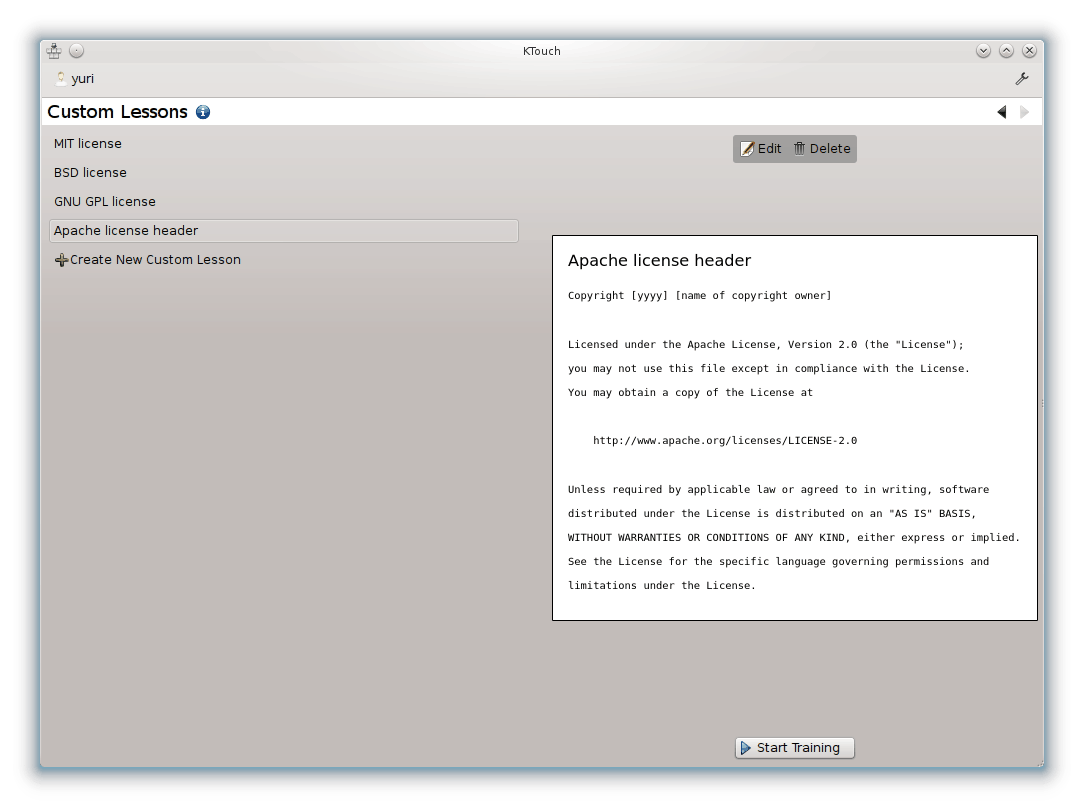 KTouch
yuri
Custom Lessons
MIT license
BSD license
GNU GPL license
Apache license header
Create New Custom Lesson
Edit Delete
Apache license header
Copyright [yyyy] [name of copyright owner]
Licensed under the Apache License, Version 2.0 (the "License");
you may not use this file except in compliance with the License.
You may obtain a copy of the License at
http://www.apache.org/licenses/LICENSE-2.0
Unless required by applicable law or agreed to in writing, software
distributed under the License is distributed on an "AS IS" BASIS,
WITHOUT WARRANTIES OR CONDITIONS OF ANY KIND, either express or implied.
See the License for the specific language governing permissions and
limitations under the License.
Start Training